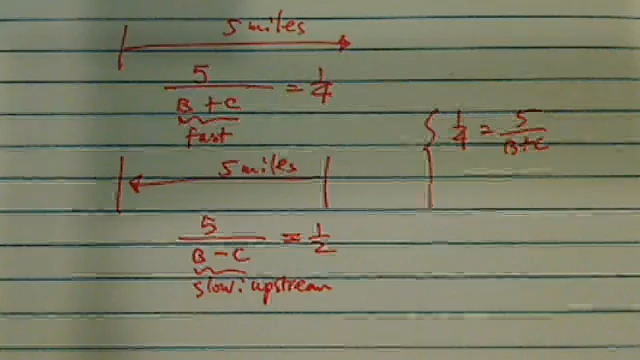 5 miles
5/(B + C) = 1/4
fast
1/4 = 5/(B+C)
5 miles
5/(B - C) = 1/2
slow: upstream